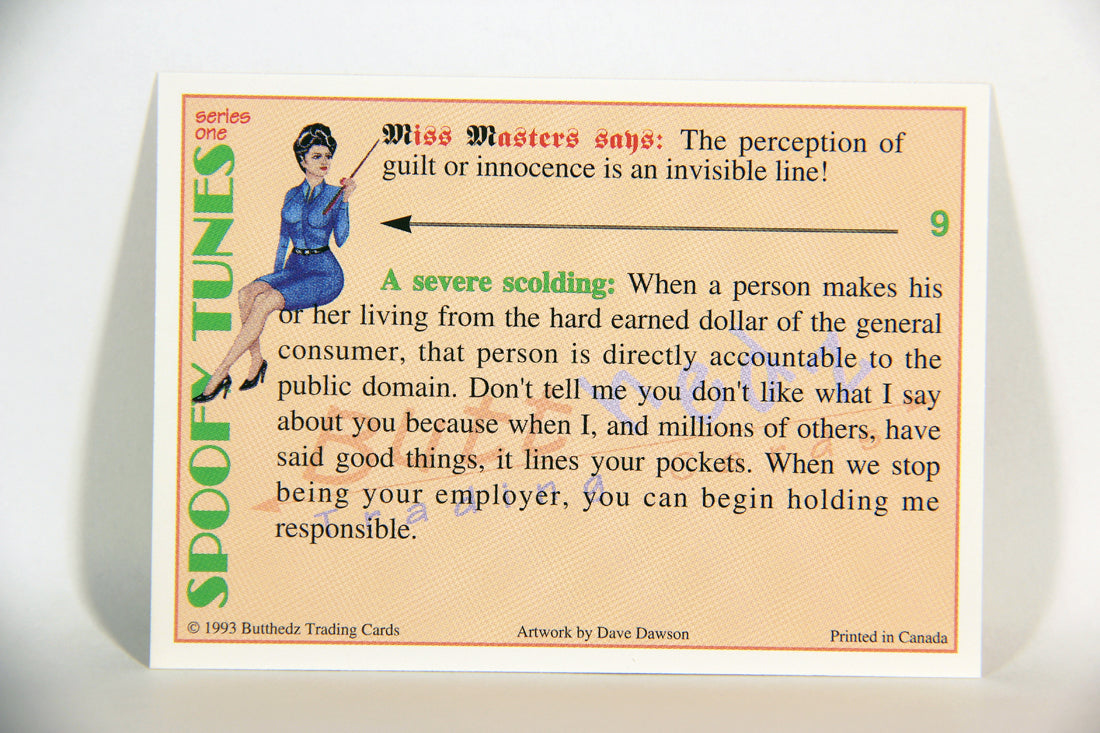 series
one
SPOOFY TUNES
Miss Masters says: The perception of
guilt or innocence is an invisible line!
9
A severe scolding: When a person makes his
or her living from the hard earned dollar of the general
consumer, that person is directly accountable to the
public domain. Don't tell me you don't like what I say
about you because when I, and millions of others, have
said good things, it lines your pockets. When we stop
being your employer, you can begin holding me
responsible.
Butt hedz
Trading Cards
© 1993 Butthedz Trading Cards
Artwork by Dave Dawson
Printed in Canada